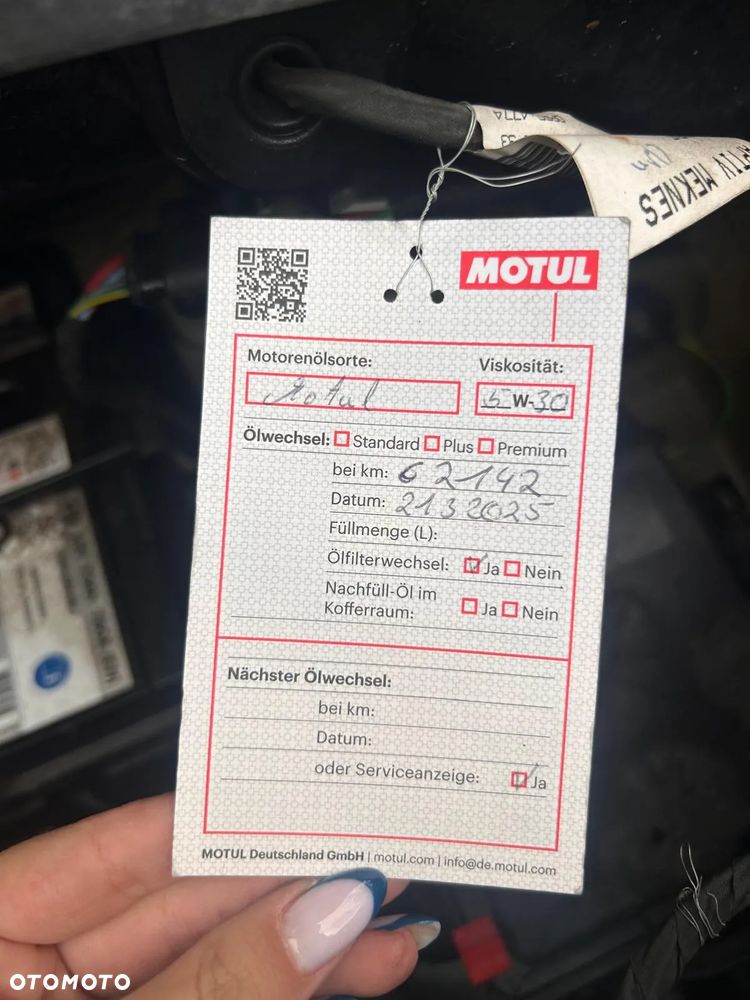 APTIV MEKNES
MOTUL
Motorenölsorte:
Viskosität:
Motul
5 W-30
Ölwechsel: Standard Plus Premium
bei km: 62142
Datum: 21 3 2025
Füllmenge (L):
Ölfilterwechsel: Ja Nein
Nachfüll-Öl im
Kofferraum: Ja Nein
Nächster Ölwechsel:
bei km:
Datum:
oder Serviceanzeige: Ja
MOTUL Deutschland GmbH | motul.com | info@de.motul.com
OTOMOTO